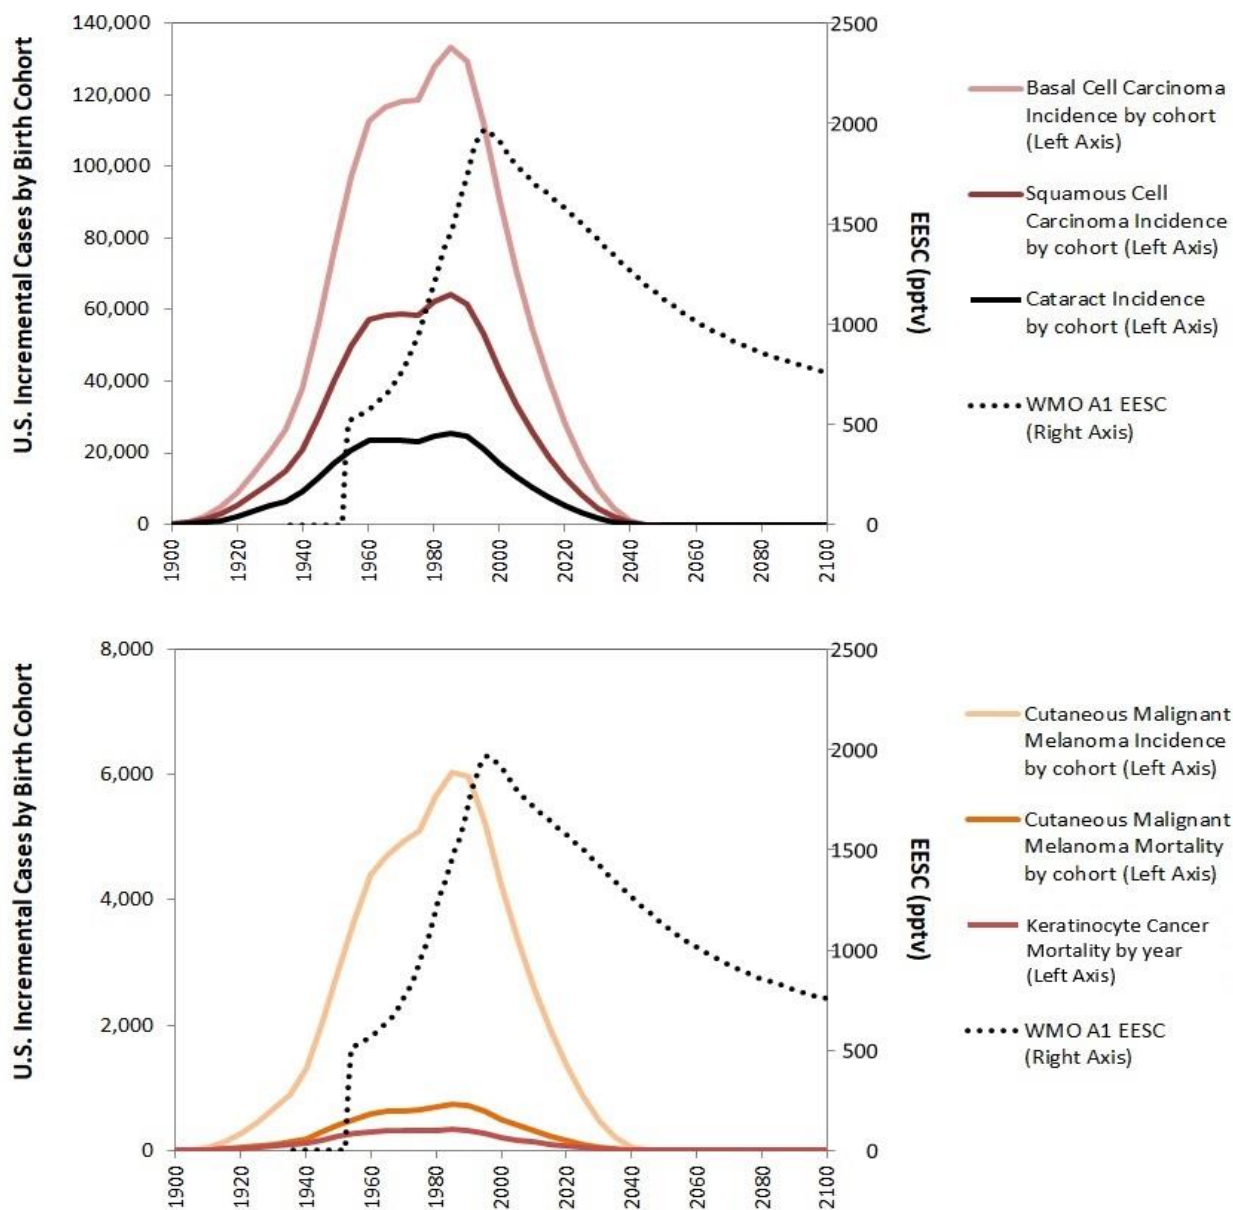 U.S. Incremental Cases by Birth Cohort
140,000
120,000
100,000
80,000
60,000
40,000
20,000
0
1900
1920
1940
1960
1980
2000
2020
2040
2060
2080
2100
2500
2000
1500
1000
500
0
EESC (pptv)
Basal Cell Carcinoma
Incidence by cohort
(Left Axis)
Squamous Cell
Carcinoma Incidence
by cohort (Left Axis)
Cataract Incidence
by cohort (Left Axis)
WMO A1 EESC
(Right Axis)
U.S. Incremental Cases by Birth Cohort
8,000
6,000
4,000
2,000
0
1900
1920
1940
1960
1980
2000
2020
2040
2060
2080
2100
2500
2000
1500
1000
500
0
EESC (pptv)
Cutaneous Malignant
Melanoma Incidence
by cohort (Left Axis)
Cutaneous Malignant
Melanoma Mortality
by cohort (Left Axis)
Keratinocyte Cancer
Mortality by year
(Left Axis)
WMO A1 EESC
(Right Axis)